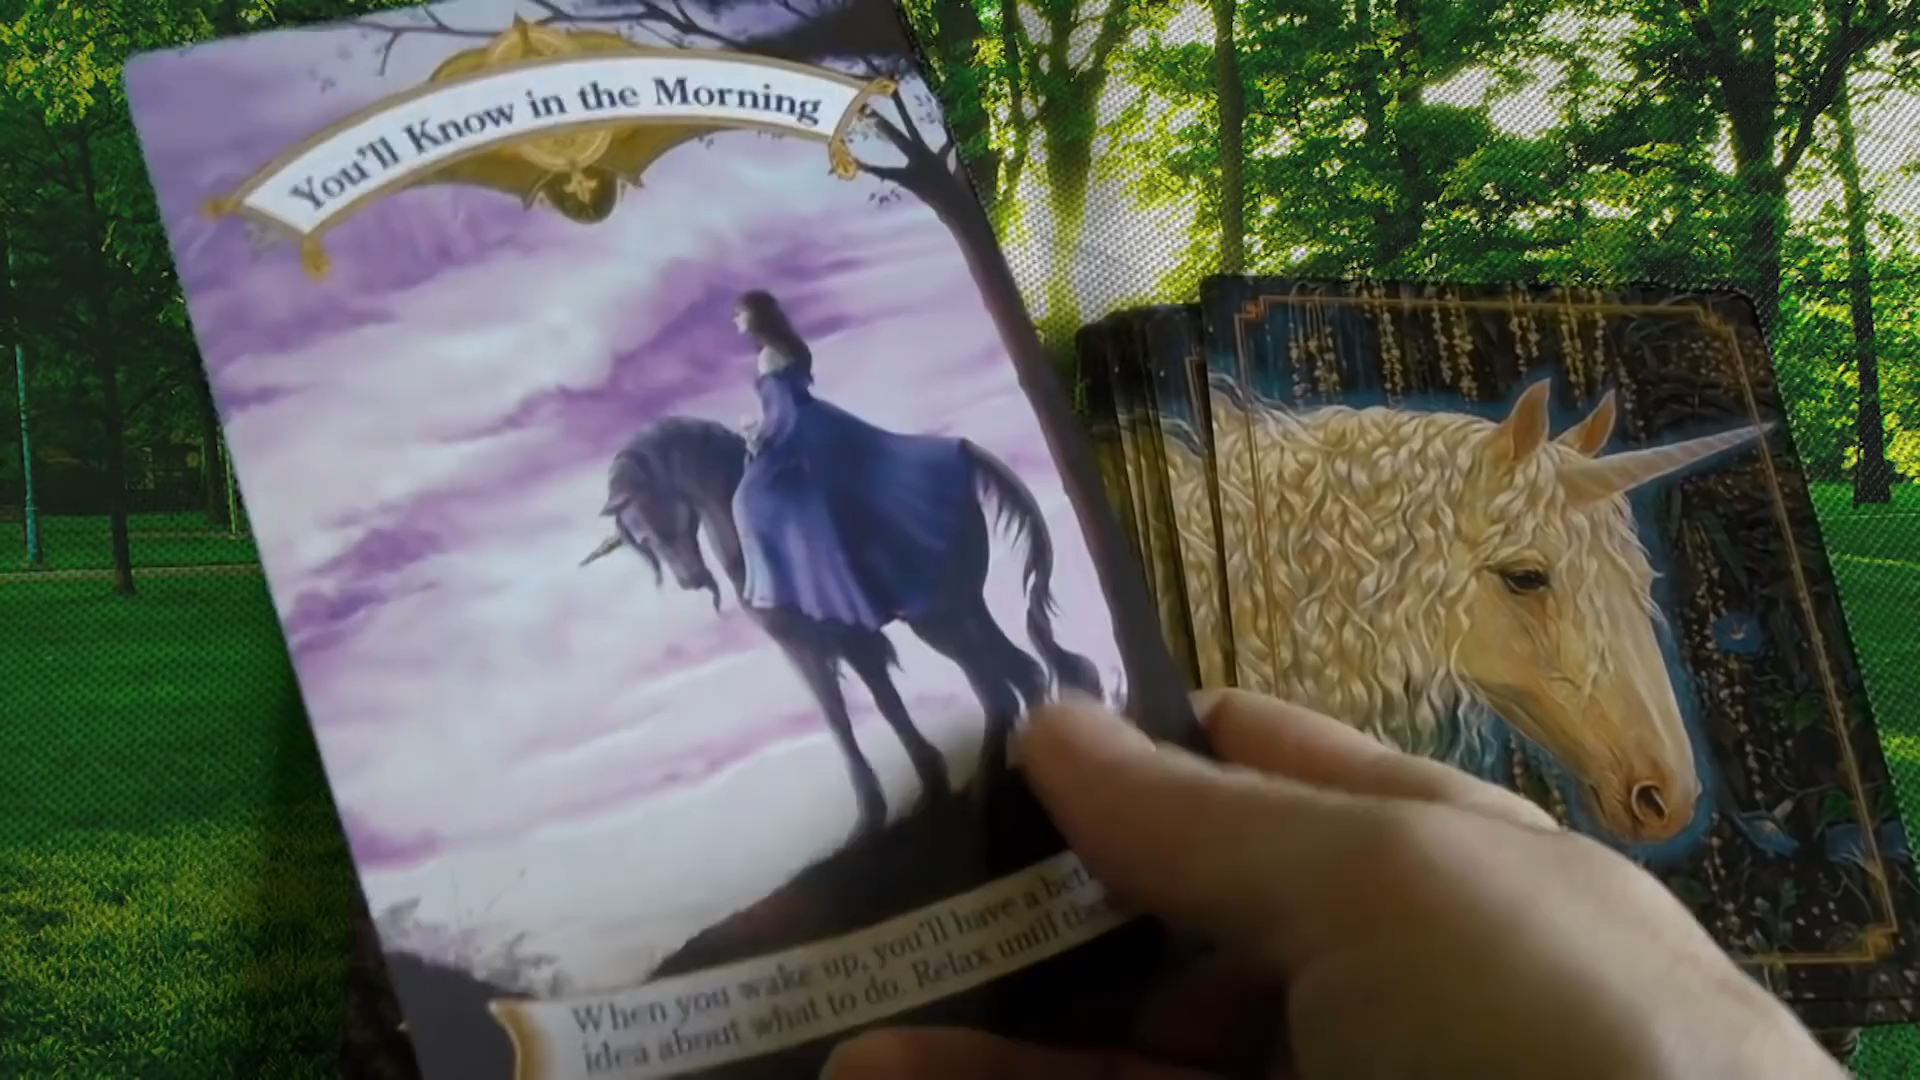 You'll Know in the Morning
When you wake up, you'll have a
idea about what to do. Relax until